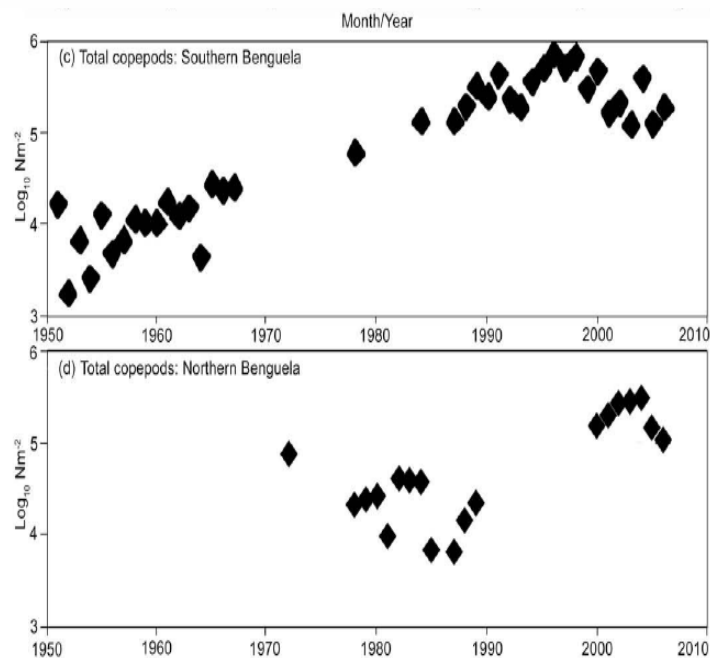 Month/Year
6
(c) Total copepods: Southern Benguela
5
Log10 Nm-2
4
3
1950 1960 1970 1980 1990 2000 2010
6
(d) Total copepods: Northern Benguela
5
Log10 Nm-2
4
3
1950 1960 1970 1980 1990 2000 2010